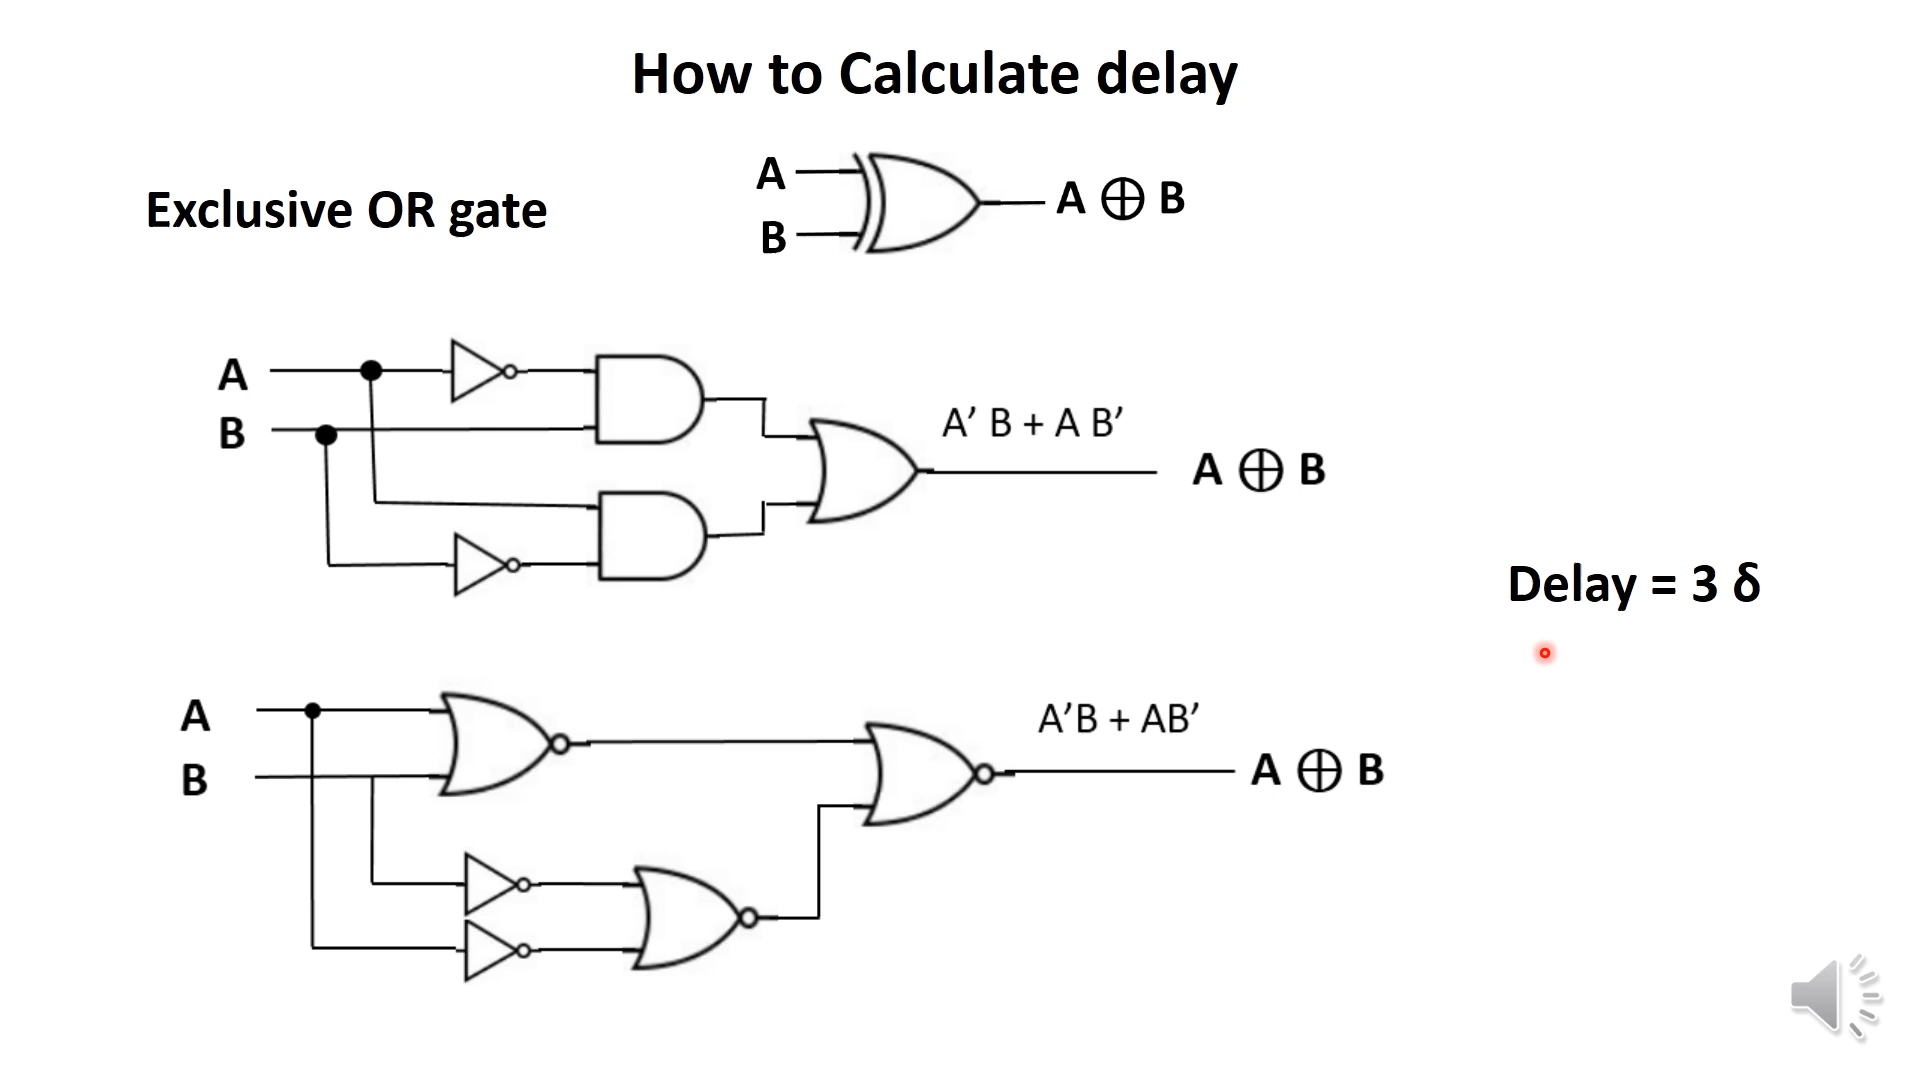 How to Calculate delay
Exclusive OR gate
A
B
A ⊕ B
A
B
A’ B + A B’
A ⊕ B
Delay = 3 δ
A
B
A’B + AB’
A ⊕ B